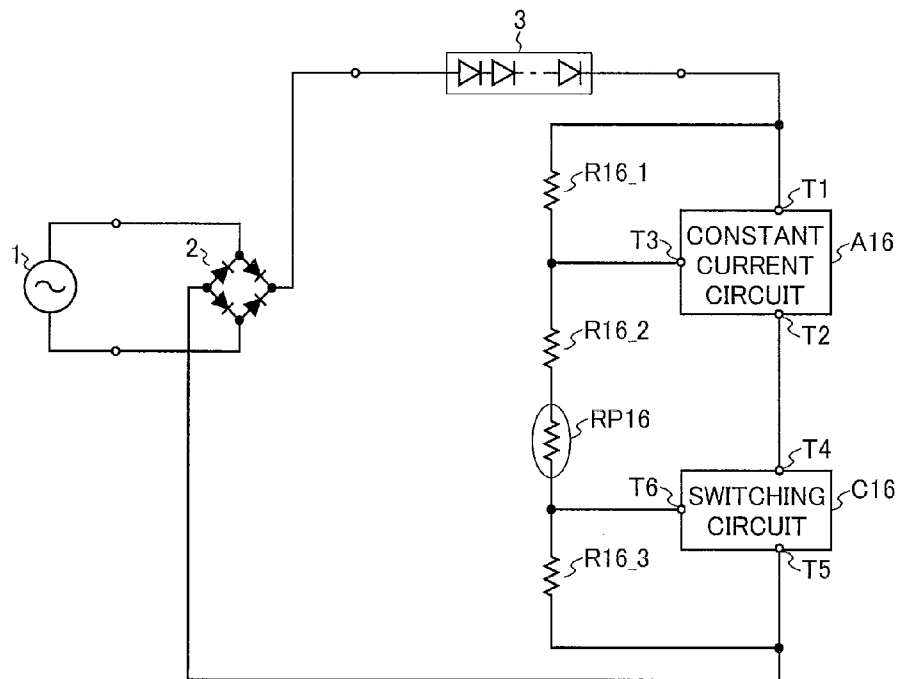 3
R16_1
T1
1
2
T3
CONSTANT
CURRENT
CIRCUIT
A16
R16_2
T2
RP16
T4
T6
SWITCHING
CIRCUIT
C16
R16_3
T5